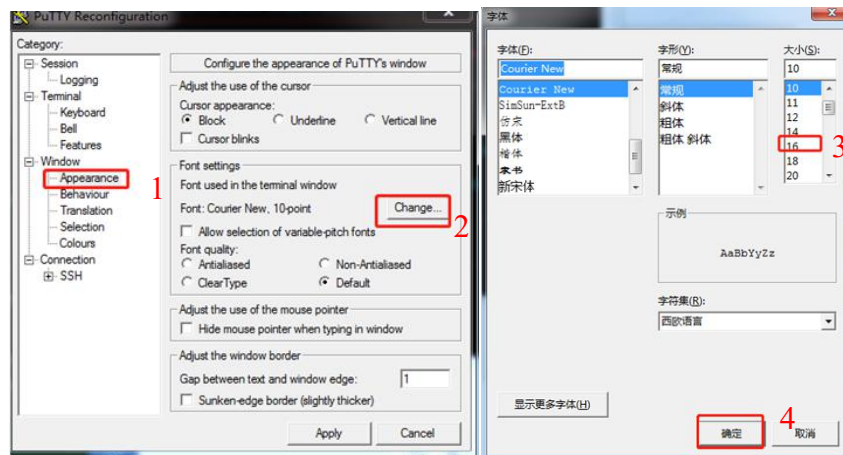 PuTTY Reconfiguration
Category:
Session
Logging
Terminal
Keyboard
Bell
Features
Window
Appearance
Behaviour
Translation
Selection
Colours
Connection
SSH
1
Configure the appearance of PuTTY's window
Adjust the use of the cursor
Cursor appearance:
Block Underline Vertical line
Cursor blinks
Font settings
Font used in the terminal window
Font: Courier New, 10-point Change...
2
Allow selection of variable-pitch fonts
Font quality:
Antialiased Non-Antialiased
ClearType Default
Adjust the use of the mouse pointer
Hide mouse pointer when typing in window
Adjust the window border
Gap between text and window edge: 1
Sunken-edge border (slightly thicker)
Apply Cancel
字体
字体(F):
Courier New
Courier New
SimSun-ExtB
仿宋
黑体
楷体
隶书
新宋体
字形(Y):
常规
常规
斜体
粗体
粗体 斜体
大小(S):
10
10
11
12
14
16
18
20
3
示例
AaBbYyZz
字符集(R):
西欧语言
显示更多字体(H)
4
确定 取消